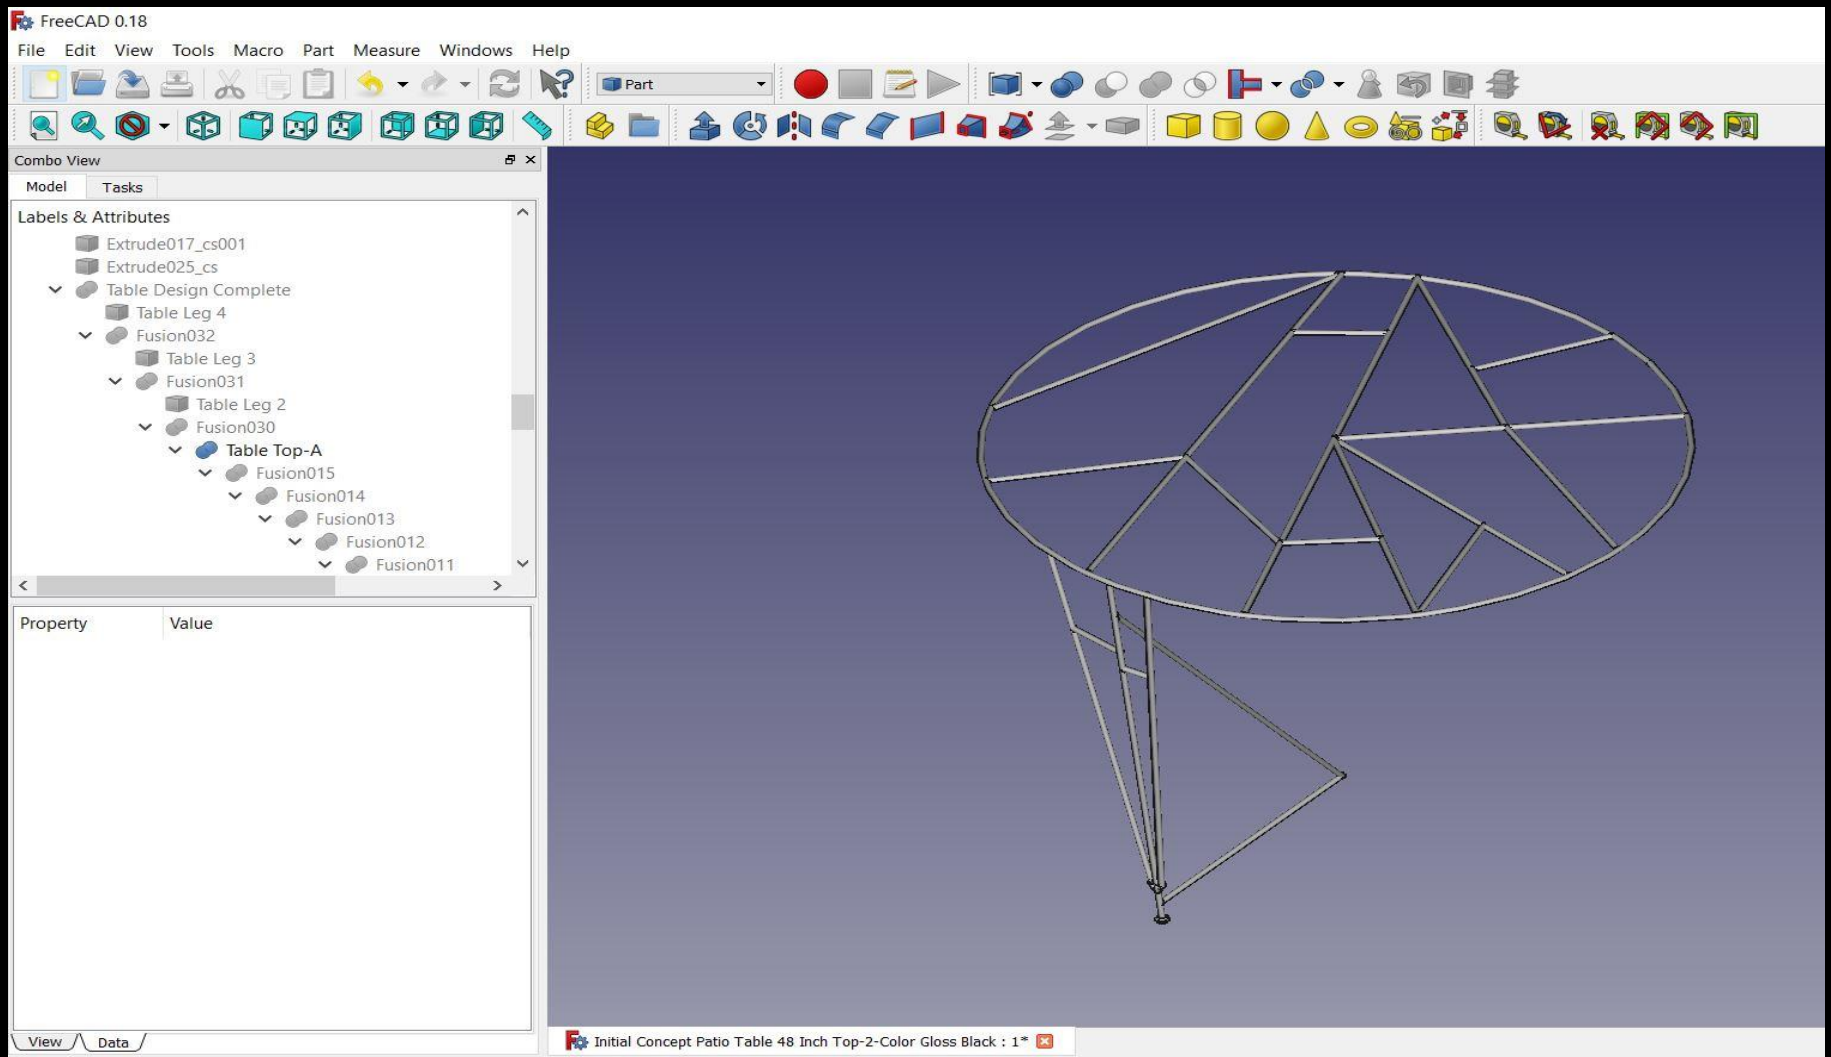 FreeCAD 0.18
File Edit View Tools Macro Part Measure Windows Help
Part
Combo View
Model Tasks
Labels & Attributes
Extrude017_cs001
Extrude025_cs
Table Design Complete
Table Leg 4
Fusion032
Table Leg 3
Fusion031
Table Leg 2
Fusion030
Table Top-A
Fusion015
Fusion014
Fusion013
Fusion012
Fusion011
Property Value
View Data
Initial Concept Patio Table 48 Inch Top-2-Color Gloss Black : 1*